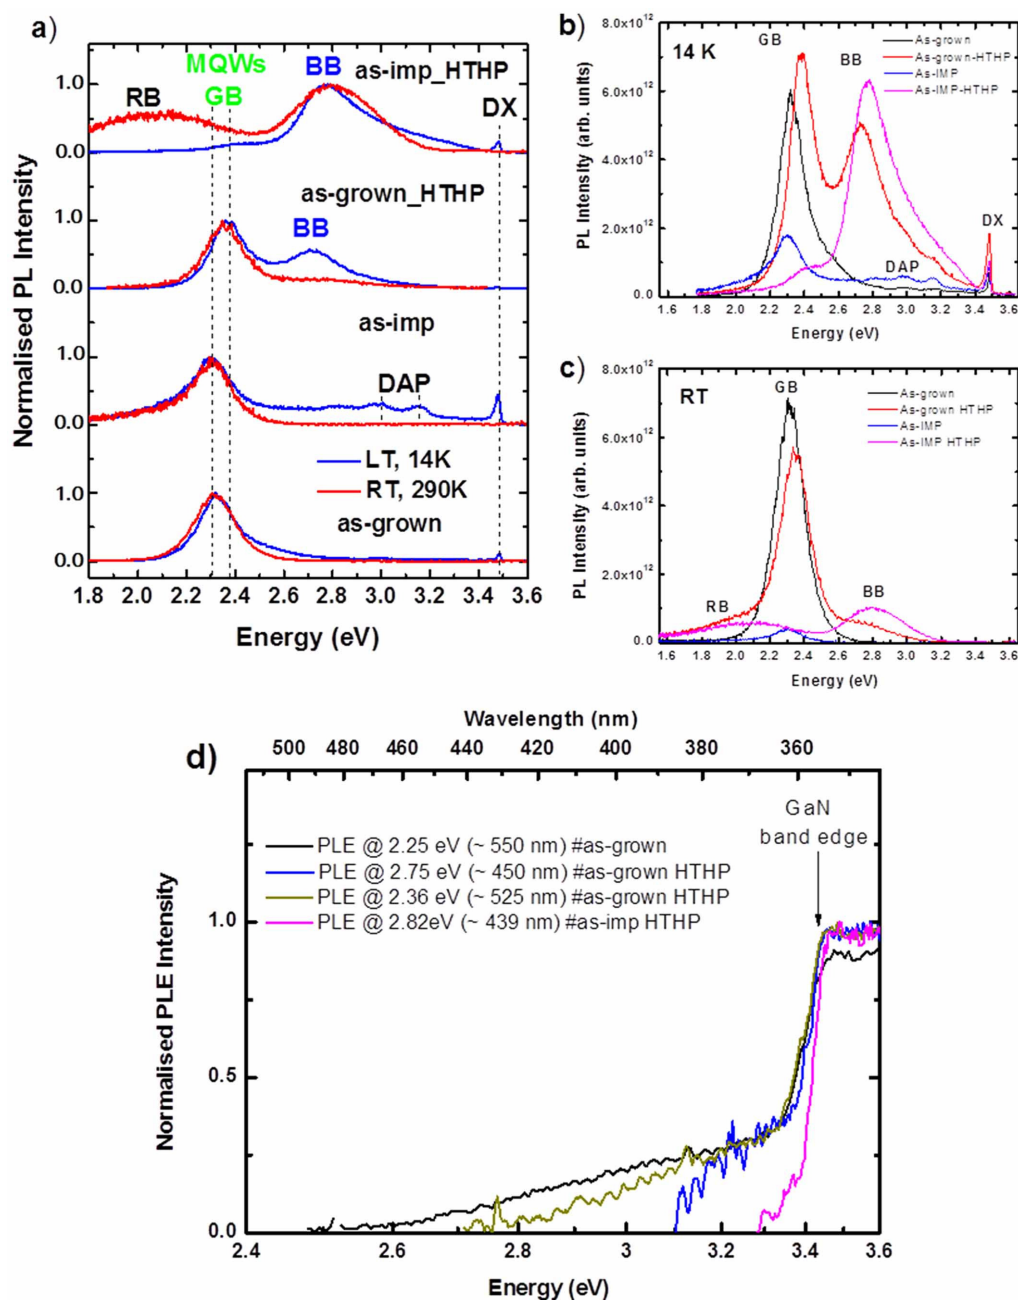 a)
MQWs
GB
BB
as-imp_HTHP
RB
DX
1.0
0.0
as-grown_HTHP
BB
1.0
0.0
as-imp
DAP
1.0
0.0
LT, 14K
RT, 290K
as-grown
1.0
0.0
1.8 2.0 2.2 2.4 2.6 2.8 3.0 3.2 3.4 3.6
Energy (eV)
Normalised PL Intensity
b)
8.0x10^12
6.0x10^12
4.0x10^12
2.0x10^12
0.0
14 K
GB
BB
As-grown
As-grown-HTHP
As-IMP
As-IMP-HTHP
DAP
DX
1.6 1.8 2.0 2.2 2.4 2.6 2.8 3.0 3.2 3.4 3.6
Energy (eV)
PL Intensity (arb. units)
c)
8.0x10^12
6.0x10^12
4.0x10^12
2.0x10^12
0.0
RT
GB
As-grown
As-grown HTHP
As-IMP
As-IMP HTHP
RB
BB
1.6 1.8 2.0 2.2 2.4 2.6 2.8 3.0 3.2 3.4 3.6
Energy (eV)
PL Intensity (arb. units)
d)
Wavelength (nm)
500 480 460 440 420 400 380 360
GaN
band edge
PLE @ 2.25 eV (~ 550 nm) #as-grown
PLE @ 2.75 eV (~ 450 nm) #as-grown HTHP
PLE @ 2.36 eV (~ 525 nm) #as-grown HTHP
PLE @ 2.82eV (~ 439 nm) #as-imp HTHP
1.0
0.5
0.0
2.4 2.6 2.8 3 3.2 3.4 3.6
Energy (eV)
Normalised PLE Intensity